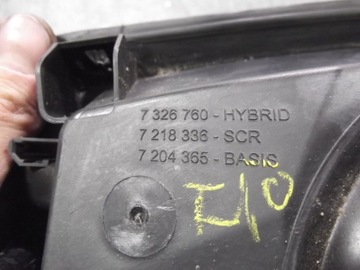 7 326 760 - HYBRID
7 218 336 - SCR
7 204 365 - BASIC
I/O